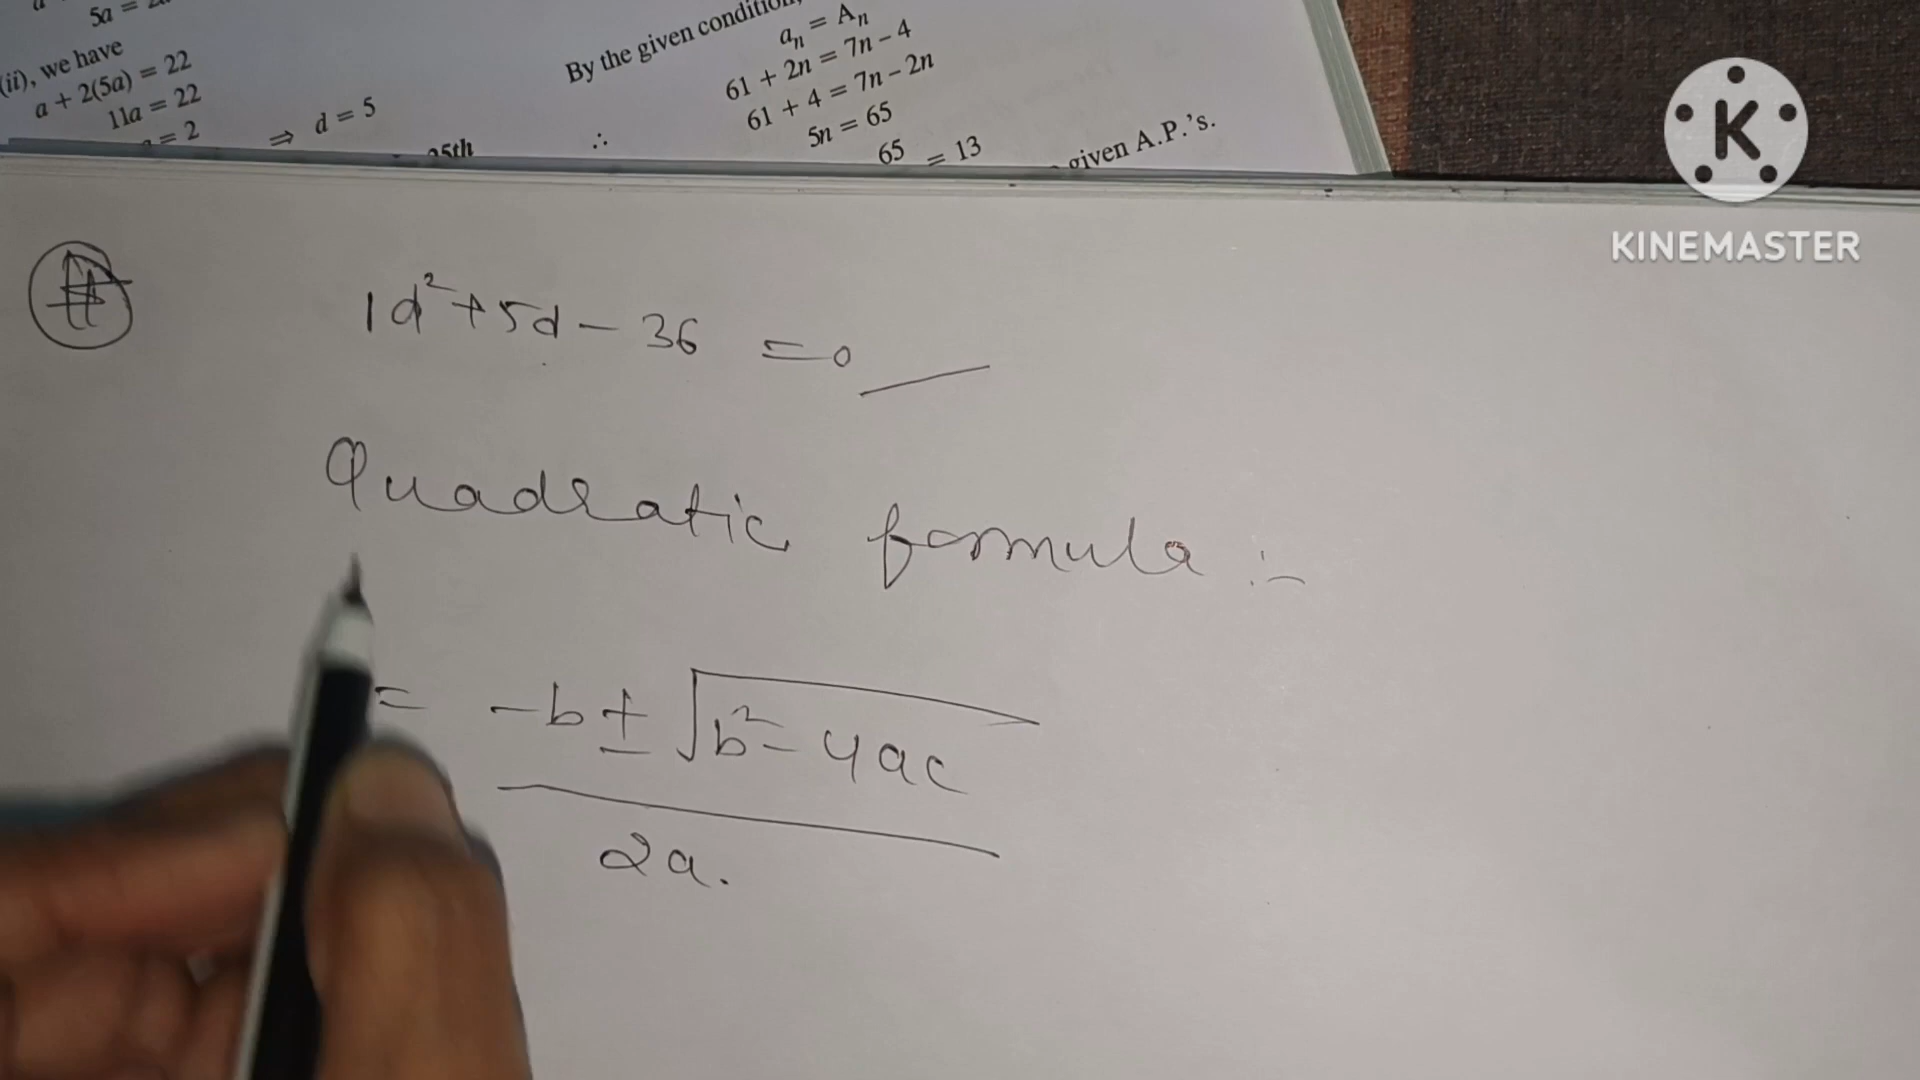 5a =
(ii), we have
a + 2(5a) = 22
11a = 22
= 2 ⇒ d = 5
25th
By the given condition,
aₙ = Aₙ
61 + 2n = 7n – 4
61 + 4 = 7n – 2n
∴ 5n = 65
65 = 13
given A.P.'s.
K
KINEMASTER
#
1d² + 5d - 36 = 0
Quadratic formula :-
= -b ± √b² - 4ac
2a.